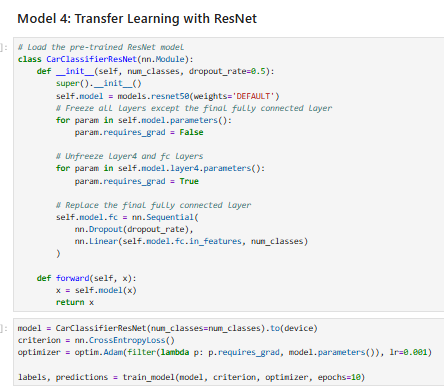 Model 4: Transfer Learning with ResNet
]: # Load the pre-trained ResNet model
class CarClassifierResNet(nn.Module):
    def __init__(self, num_classes, dropout_rate=0.5):
        super().__init__()
        self.model = models.resnet50(weights='DEFAULT')
        # Freeze all layers except the final fully connected layer
        for param in self.model.parameters():
            param.requires_grad = False

        # Unfreeze layer4 and fc layers
        for param in self.model.layer4.parameters():
            param.requires_grad = True

        # Replace the final fully connected layer
        self.model.fc = nn.Sequential(
            nn.Dropout(dropout_rate),
            nn.Linear(self.model.fc.in_features, num_classes)
        )

    def forward(self, x):
        x = self.model(x)
        return x
]: model = CarClassifierResNet(num_classes=num_classes).to(device)
criterion = nn.CrossEntropyLoss()
optimizer = optim.Adam(filter(lambda p: p.requires_grad, model.parameters()), lr=0.001)

labels, predictions = train_model(model, criterion, optimizer, epochs=10)